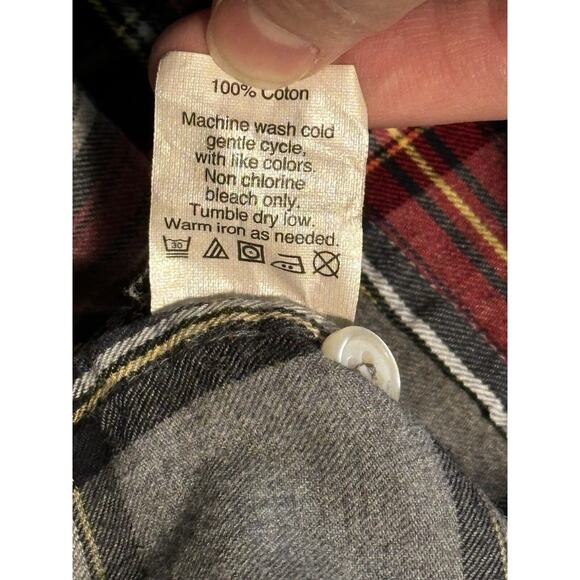 100% Coton
Machine wash cold
gentle cycle,
with like colors.
Non chlorine
bleach only.
Tumble dry low.
Warm iron as needed.
30